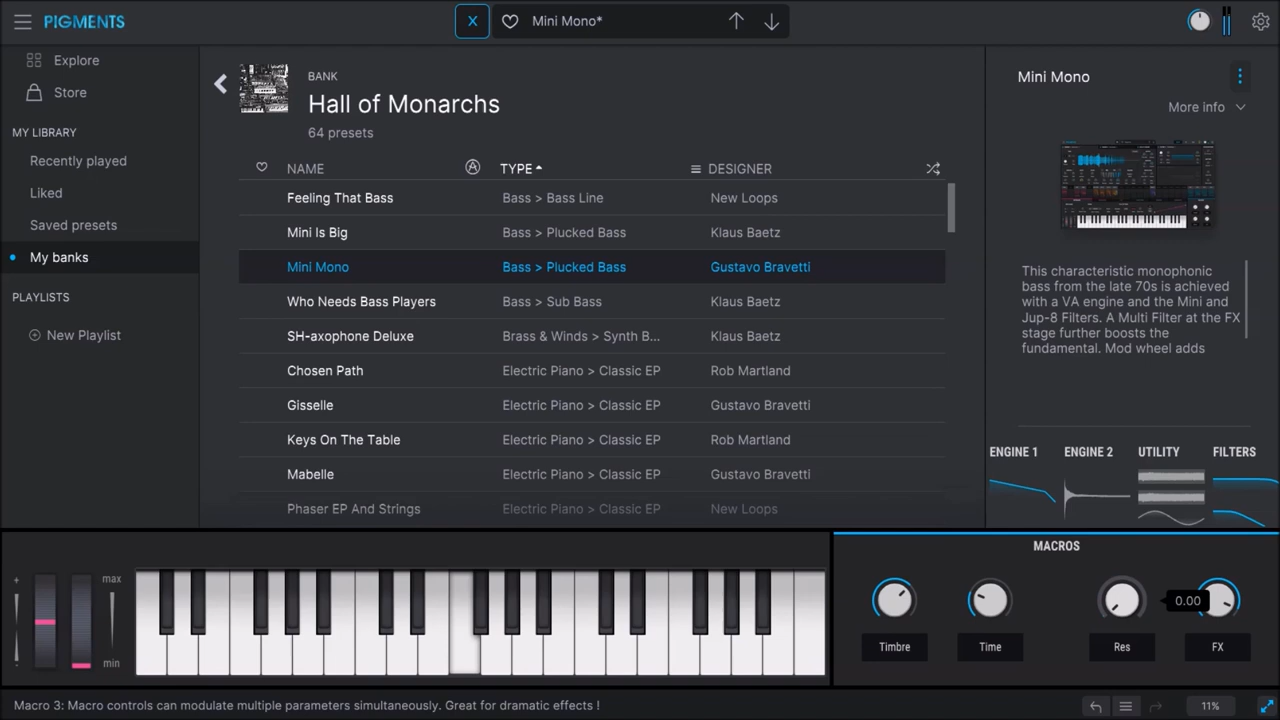 PIGMENTS
X
Mini Mono*
Explore
Store
MY LIBRARY
Recently played
Liked
Saved presets
My banks
PLAYLISTS
New Playlist
BANK
Hall of Monarchs
64 presets
NAME TYPE DESIGNER
Feeling That Bass Bass > Bass Line New Loops
Mini Is Big Bass > Plucked Bass Klaus Baetz
Mini Mono Bass > Plucked Bass Gustavo Bravetti
Who Needs Bass Players Bass > Sub Bass Klaus Baetz
SH-axophone Deluxe Brass & Winds > Synth B... Klaus Baetz
Chosen Path Electric Piano > Classic EP Rob Martland
Gisselle Electric Piano > Classic EP Gustavo Bravetti
Keys On The Table Electric Piano > Classic EP Rob Martland
Mabelle Electric Piano > Classic EP Gustavo Bravetti
Phaser EP And Strings Electric Piano > Classic EP New Loops
Mini Mono
More info
This characteristic monophonic
bass from the late 70s is achieved
with a VA engine and the Mini and
Jup-8 Filters. A Multi Filter at the FX
stage further boosts the
fundamental. Mod wheel adds
ENGINE 1 ENGINE 2 UTILITY FILTERS
+
-
max
min
MACROS
0.00
Timbre Time Res FX
Macro 3: Macro controls can modulate multiple parameters simultaneously. Great for dramatic effects !
11%